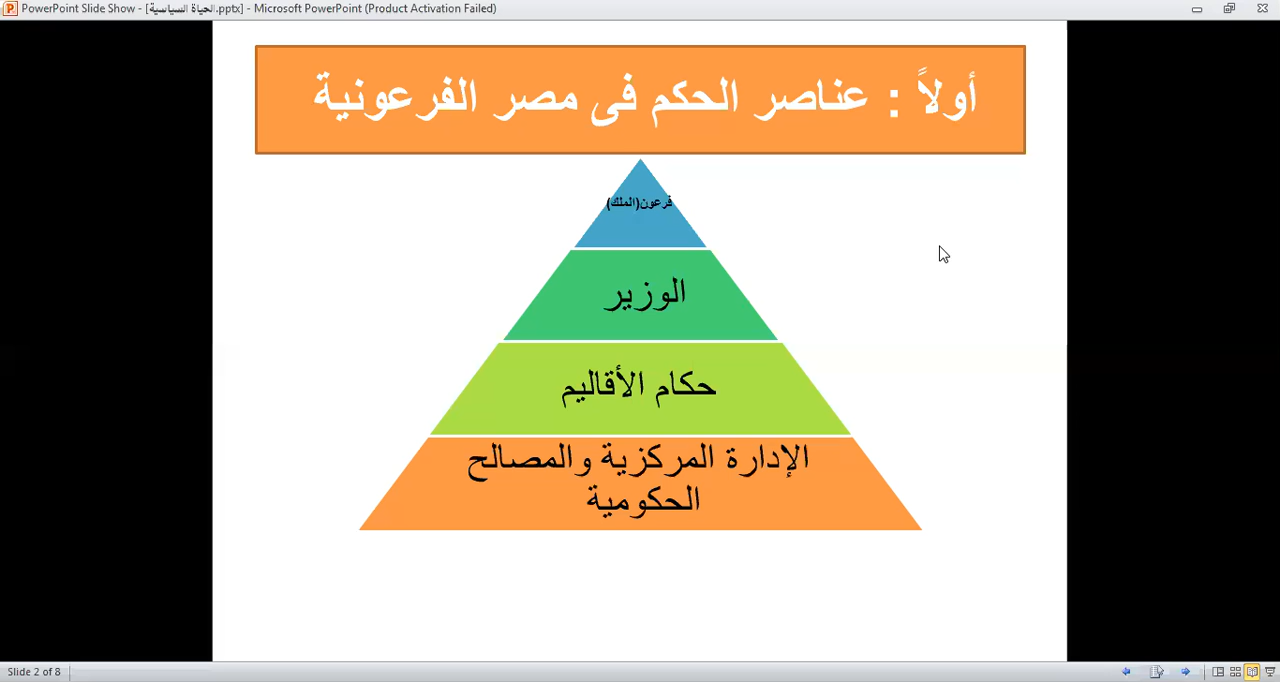 PowerPoint Slide Show - [الحياة السياسية.pptx] - Microsoft PowerPoint (Product Activation Failed)
أولاً : عناصر الحكم فى مصر الفرعونية
فرعون(الملك)
الوزير
حكام الأقاليم
الإدارة المركزية والمصالح
الحكومية
Slide 2 of 8